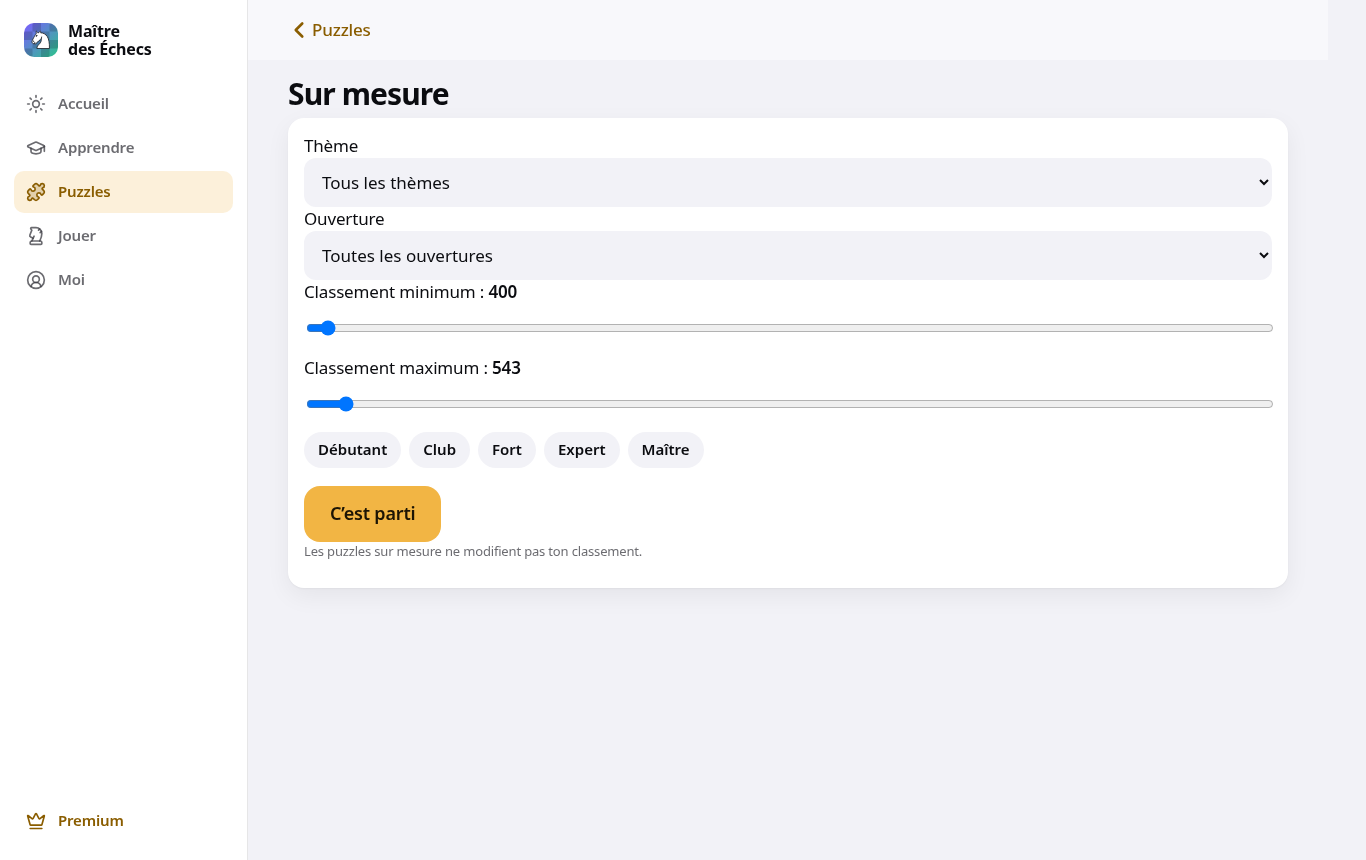 Maître
des Échecs
Accueil
Apprendre
Puzzles
Jouer
Moi
Premium
Puzzles
Sur mesure
Thème
Tous les thèmes
Ouverture
Toutes les ouvertures
Classement minimum : 400
Classement maximum : 543
Débutant Club Fort Expert Maître
C’est parti
Les puzzles sur mesure ne modifient pas ton classement.